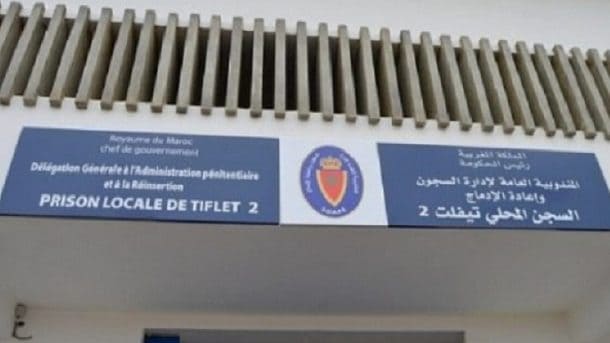 Royaume du Maroc
chef de gouvernement
Délégation Générale à l'Administration pénitentiaire
et à la Réinsertion
PRISON LOCALE DE TIFLET 2
المملكة المغربية
رئيس الحكومة
المندوبية العامة لإدارة السجون
وإعادة الإدماج
السجن المحلي تيفلت 2